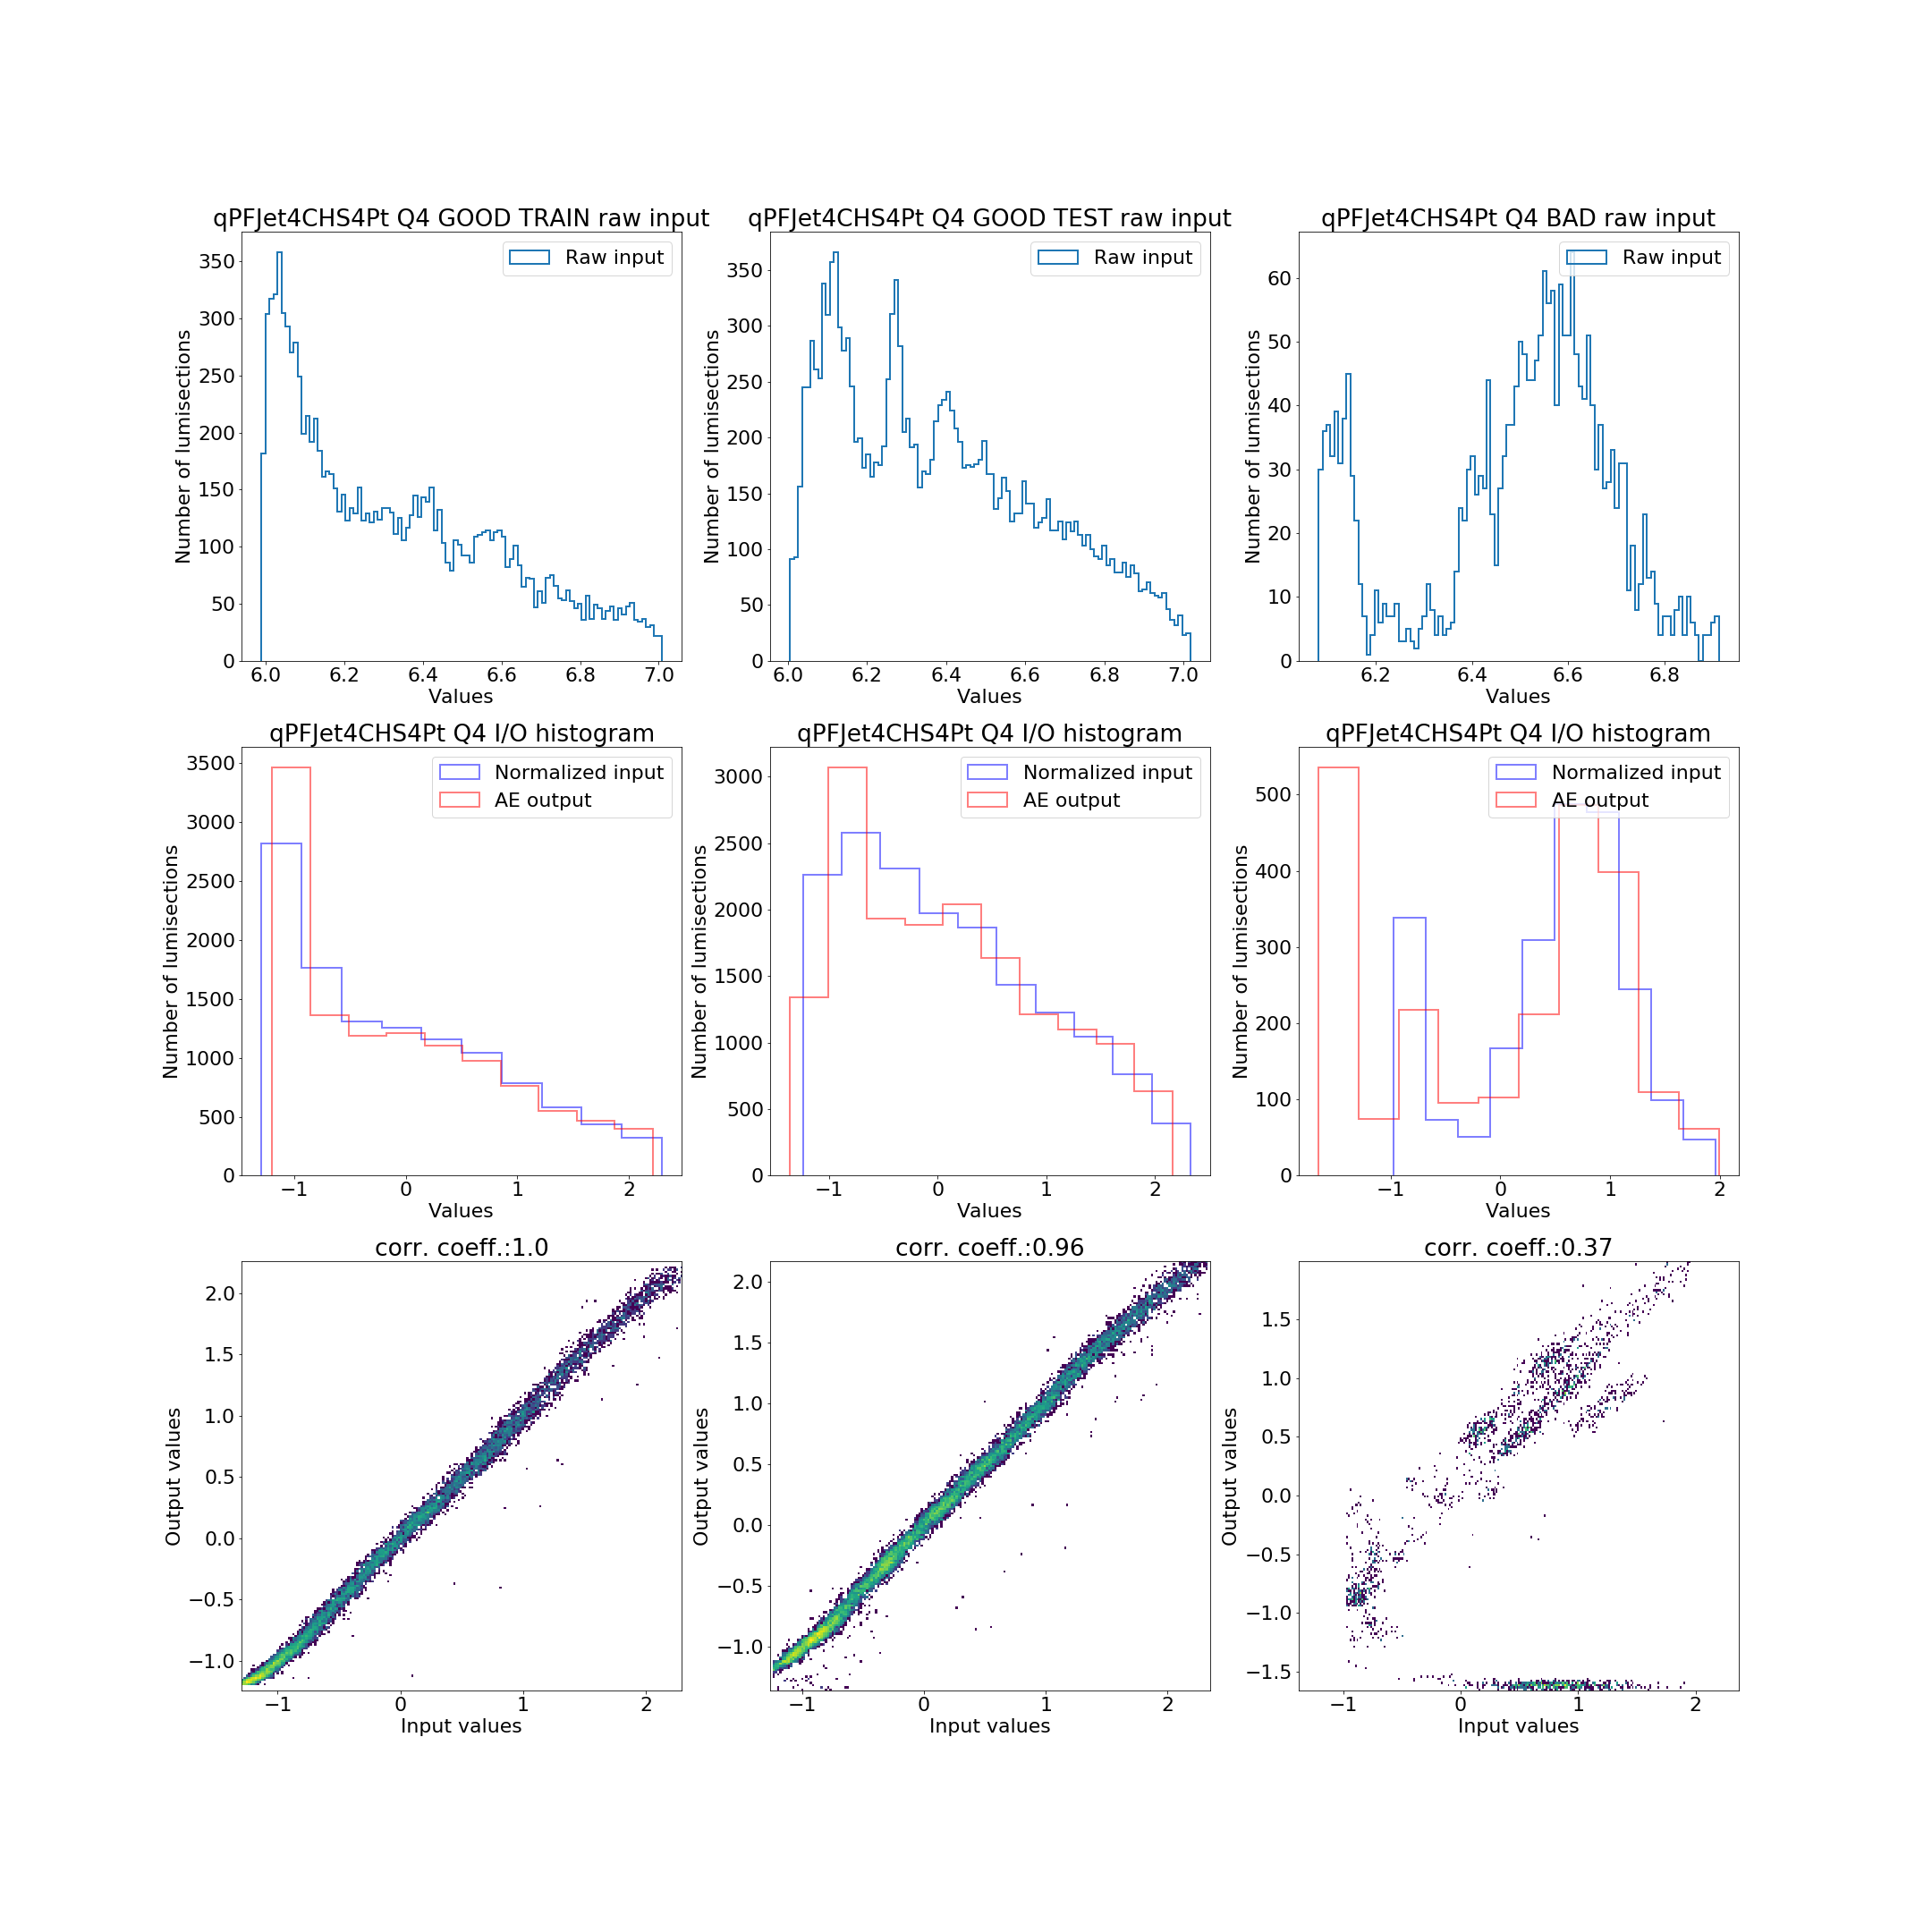 qPFJet4CHS4Pt Q4 GOOD TRAIN raw input
Raw input
Number of lumisections
350
300
250
200
150
100
50
0
6.0 6.2 6.4 6.6 6.8 7.0
Values
qPFJet4CHS4Pt Q4 GOOD TEST raw input
Raw input
Number of lumisections
350
300
250
200
150
100
50
0
6.0 6.2 6.4 6.6 6.8 7.0
Values
qPFJet4CHS4Pt Q4 BAD raw input
Raw input
Number of lumisections
60
50
40
30
20
10
0
6.2 6.4 6.6 6.8
Values
qPFJet4CHS4Pt Q4 I/O histogram
Normalized input
AE output
Number of lumisections
3500
3000
2500
2000
1500
1000
500
0
−1 0 1 2
Values
qPFJet4CHS4Pt Q4 I/O histogram
Normalized input
AE output
Number of lumisections
3000
2500
2000
1500
1000
500
0
−1 0 1 2
Values
qPFJet4CHS4Pt Q4 I/O histogram
Normalized input
AE output
Number of lumisections
500
400
300
200
100
0
−1 0 1 2
Values
corr. coeff.:1.0
Output values
2.0
1.5
1.0
0.5
0.0
−0.5
−1.0
−1 0 1 2
Input values
corr. coeff.:0.96
Output values
2.0
1.5
1.0
0.5
0.0
−0.5
−1.0
−1 0 1 2
Input values
corr. coeff.:0.37
Output values
1.5
1.0
0.5
0.0
−0.5
−1.0
−1.5
−1 0 1 2
Input values